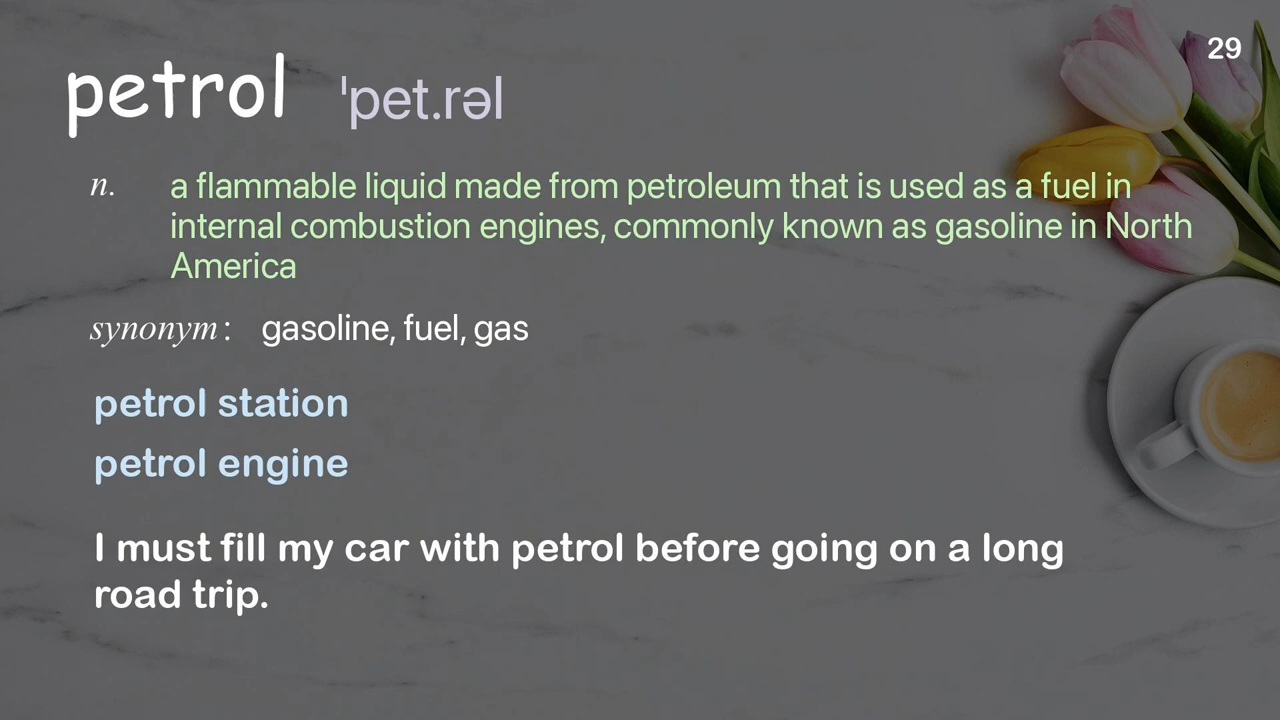 29
petrol ˈpet.rəl
n. a flammable liquid made from petroleum that is used as a fuel in
internal combustion engines, commonly known as gasoline in North
America
synonym: gasoline, fuel, gas
petrol station
petrol engine
I must fill my car with petrol before going on a long
road trip.